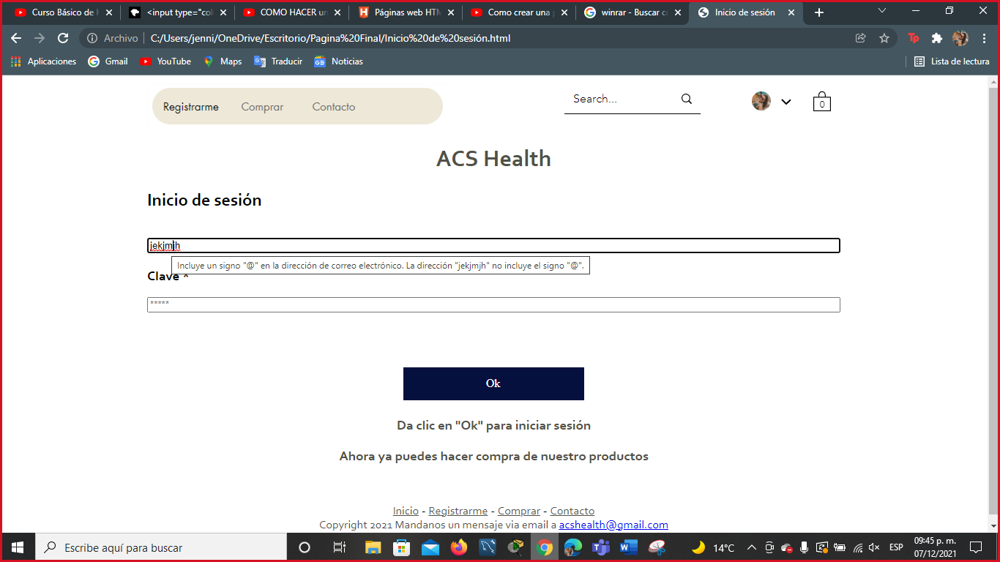 Curso Básico de H
<input type="col
COMO HACER un
Páginas web HTM
Como crear una p
winrar - Buscar co
Inicio de sesión
Archivo
C:/Users/jenni/OneDrive/Escritorio/Pagina%20Final/Inicio%20de%20sesión.html
Tp
Aplicaciones
Gmail
YouTube
Maps
Traducir
Noticias
Lista de lectura
Registrarme
Comprar
Contacto
Search...
0
ACS Health
Inicio de sesión
jekjmjh
Incluye un signo "@" en la dirección de correo electrónico. La dirección "jekjmjh" no incluye el signo "@".
Clave *
*****
Ok
Da clic en "Ok" para iniciar sesión
Ahora ya puedes hacer compra de nuestro productos
Inicio - Registrarme - Comprar - Contacto
Copyright 2021 Mandanos un mensaje via email a acshealth@gmail.com
Escribe aquí para buscar
14°C
ESP
09:45 p. m.
07/12/2021